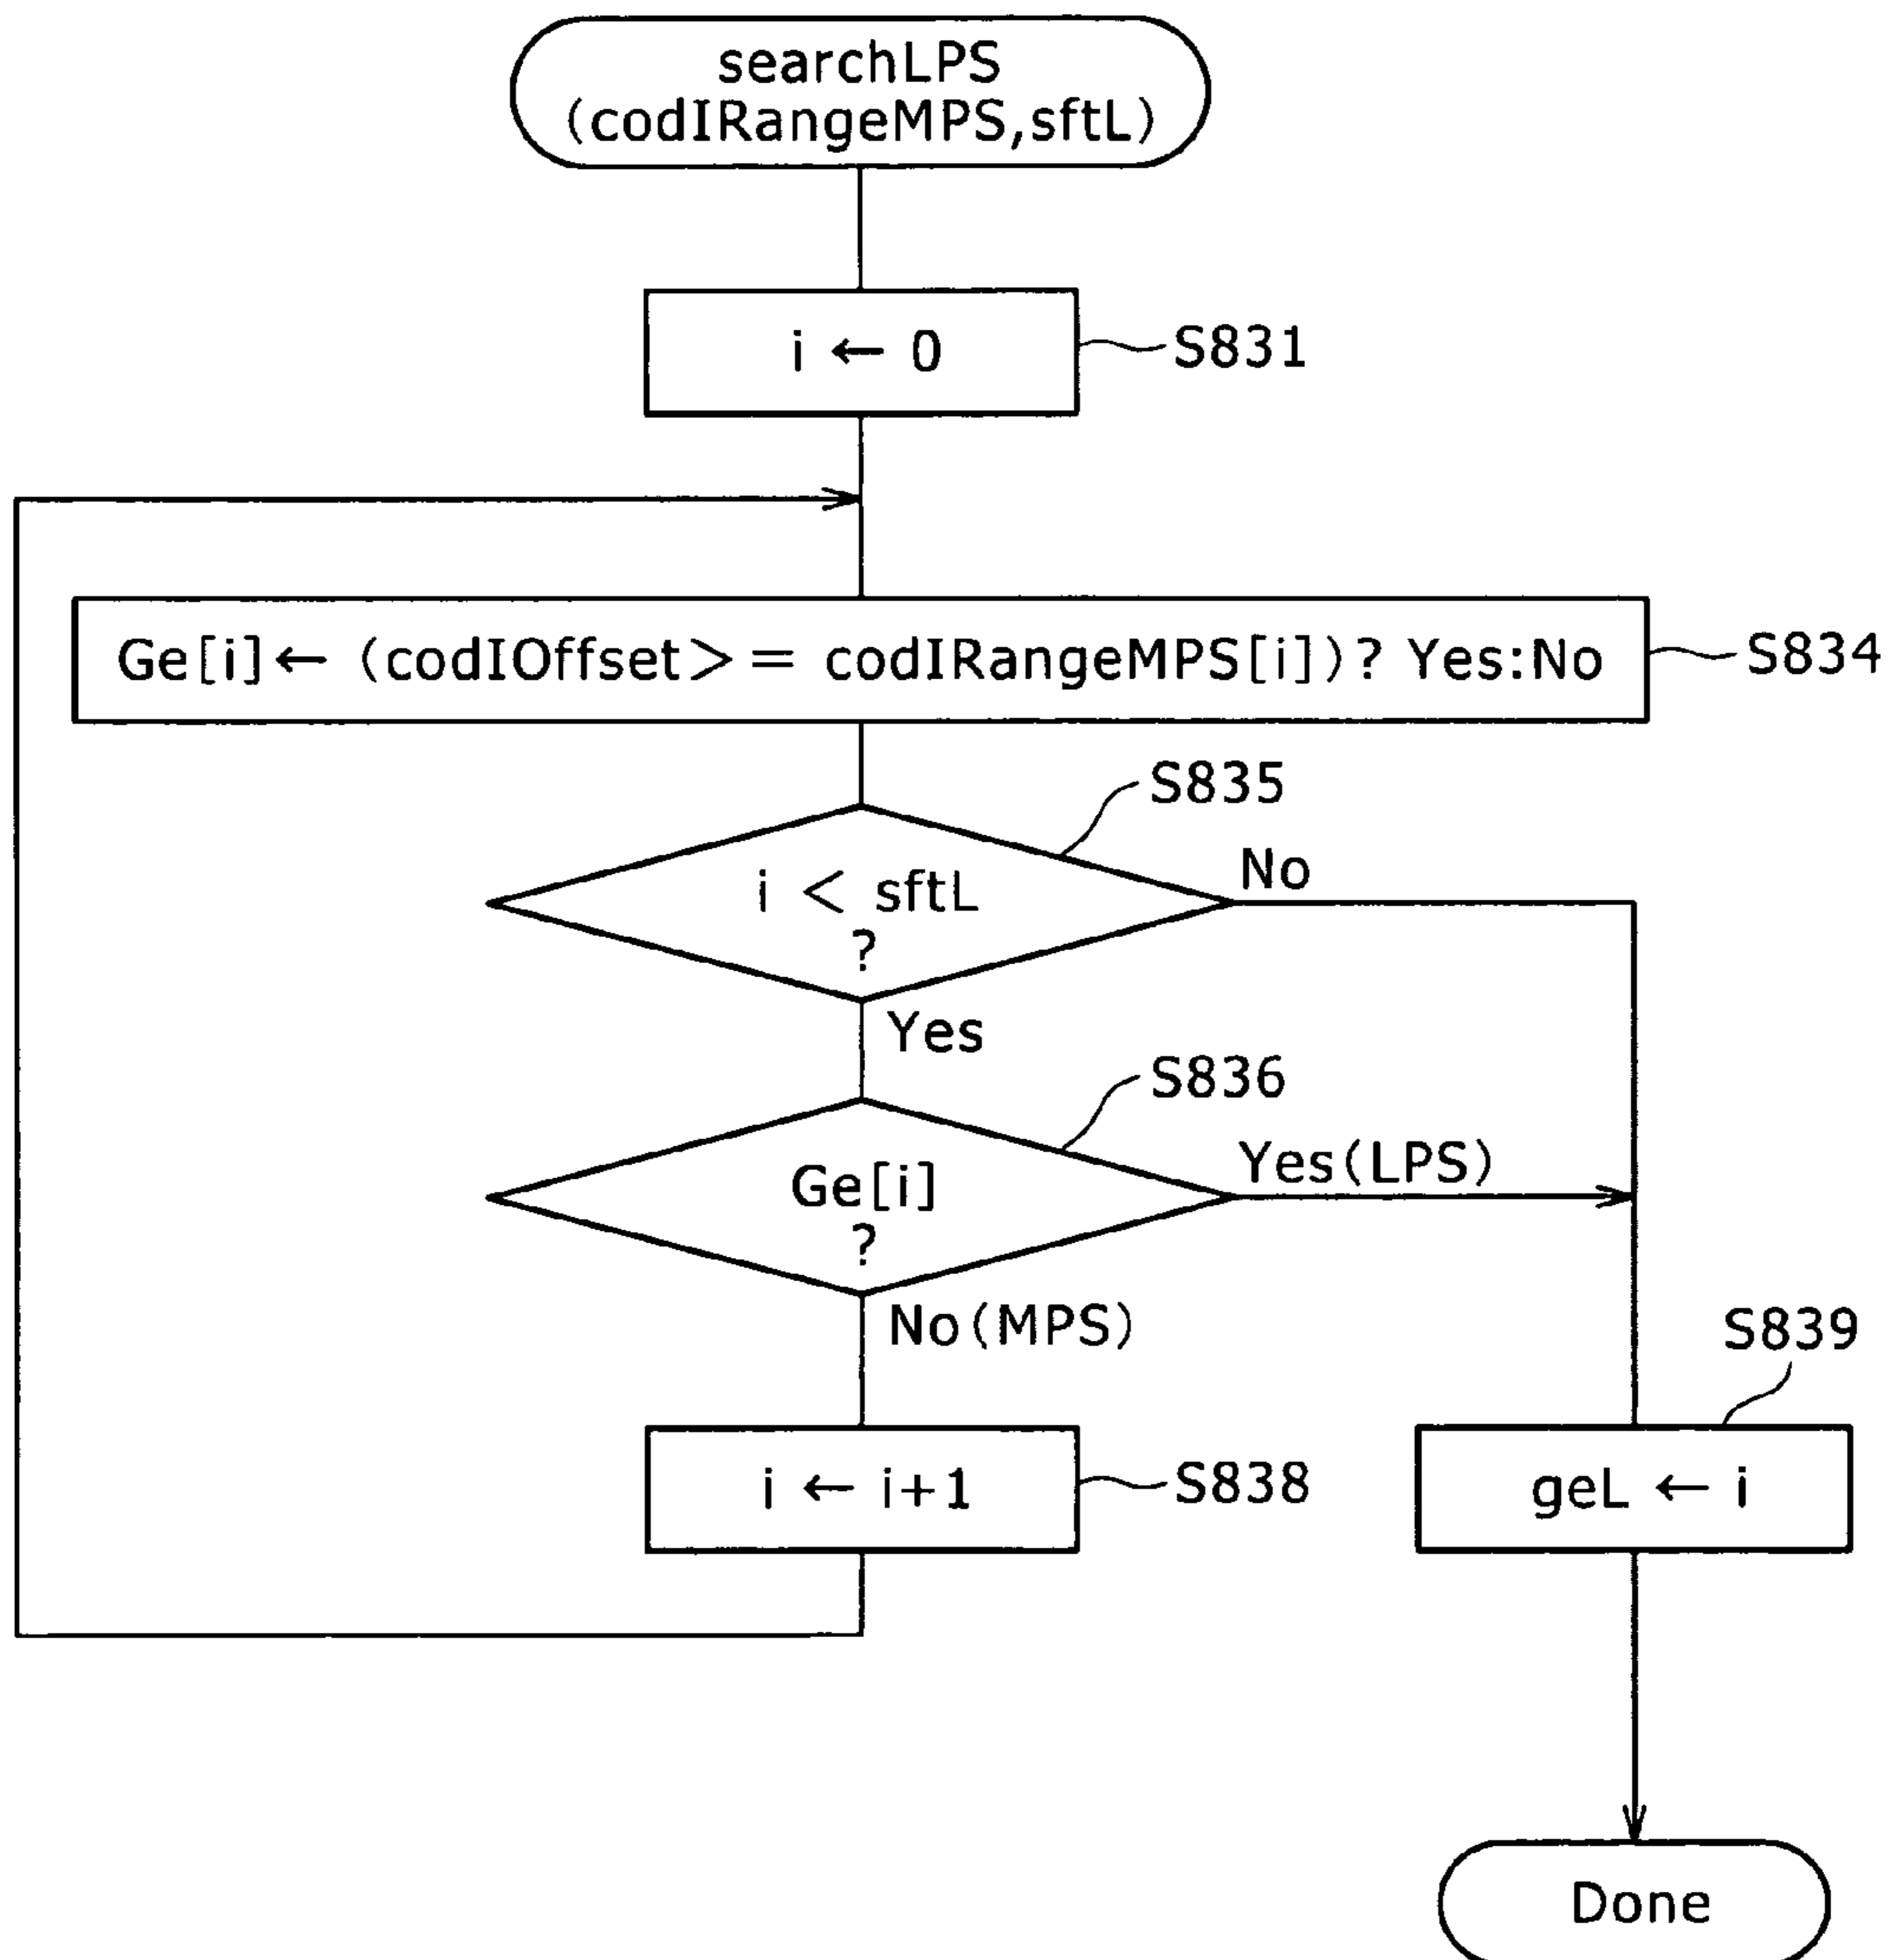 searchLPS
(codIRangeMPS,sftL)
i ← 0
S831
Ge[i]← (codIOffset>= codIRangeMPS[i])? Yes:No
S834
S835
i < sftL
?
No
Yes
S836
Ge[i]
?
Yes(LPS)
No(MPS)
S839
i ← i+1
S838
geL ← i
Done